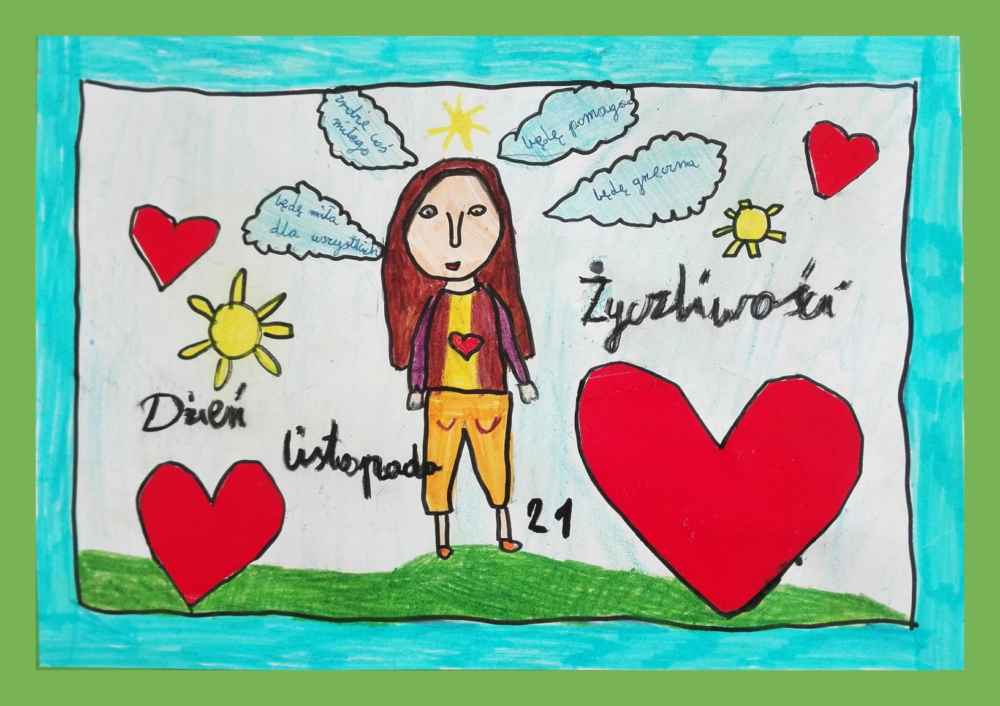 zrobię coś
miłego
będę pomagać
będę grzeczna
będę miła
dla wszystkich
Dzień
Życzliwości
21
listopada